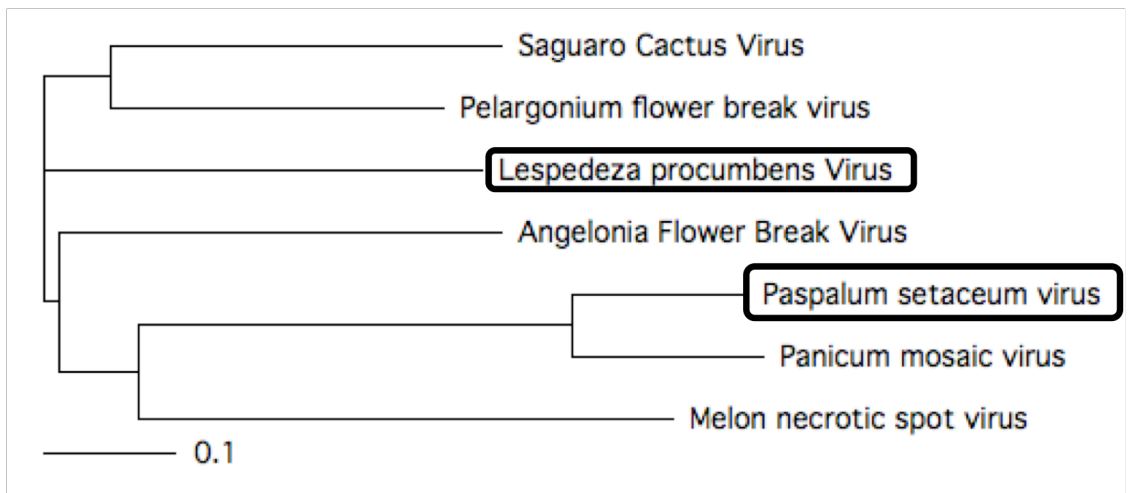 Saguaro Cactus Virus
Pelargonium flower break virus
Lespedeza procumbens Virus
Angelonia Flower Break Virus
Paspalum setaceum virus
Panicum mosaic virus
Melon necrotic spot virus
0.1